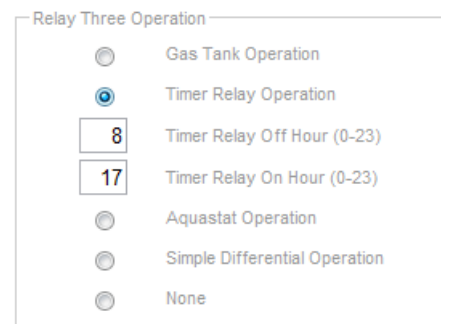 Relay Three Operation
Gas Tank Operation
Timer Relay Operation
8 Timer Relay Off Hour (0-23)
17 Timer Relay On Hour (0-23)
Aquastat Operation
Simple Differential Operation
None